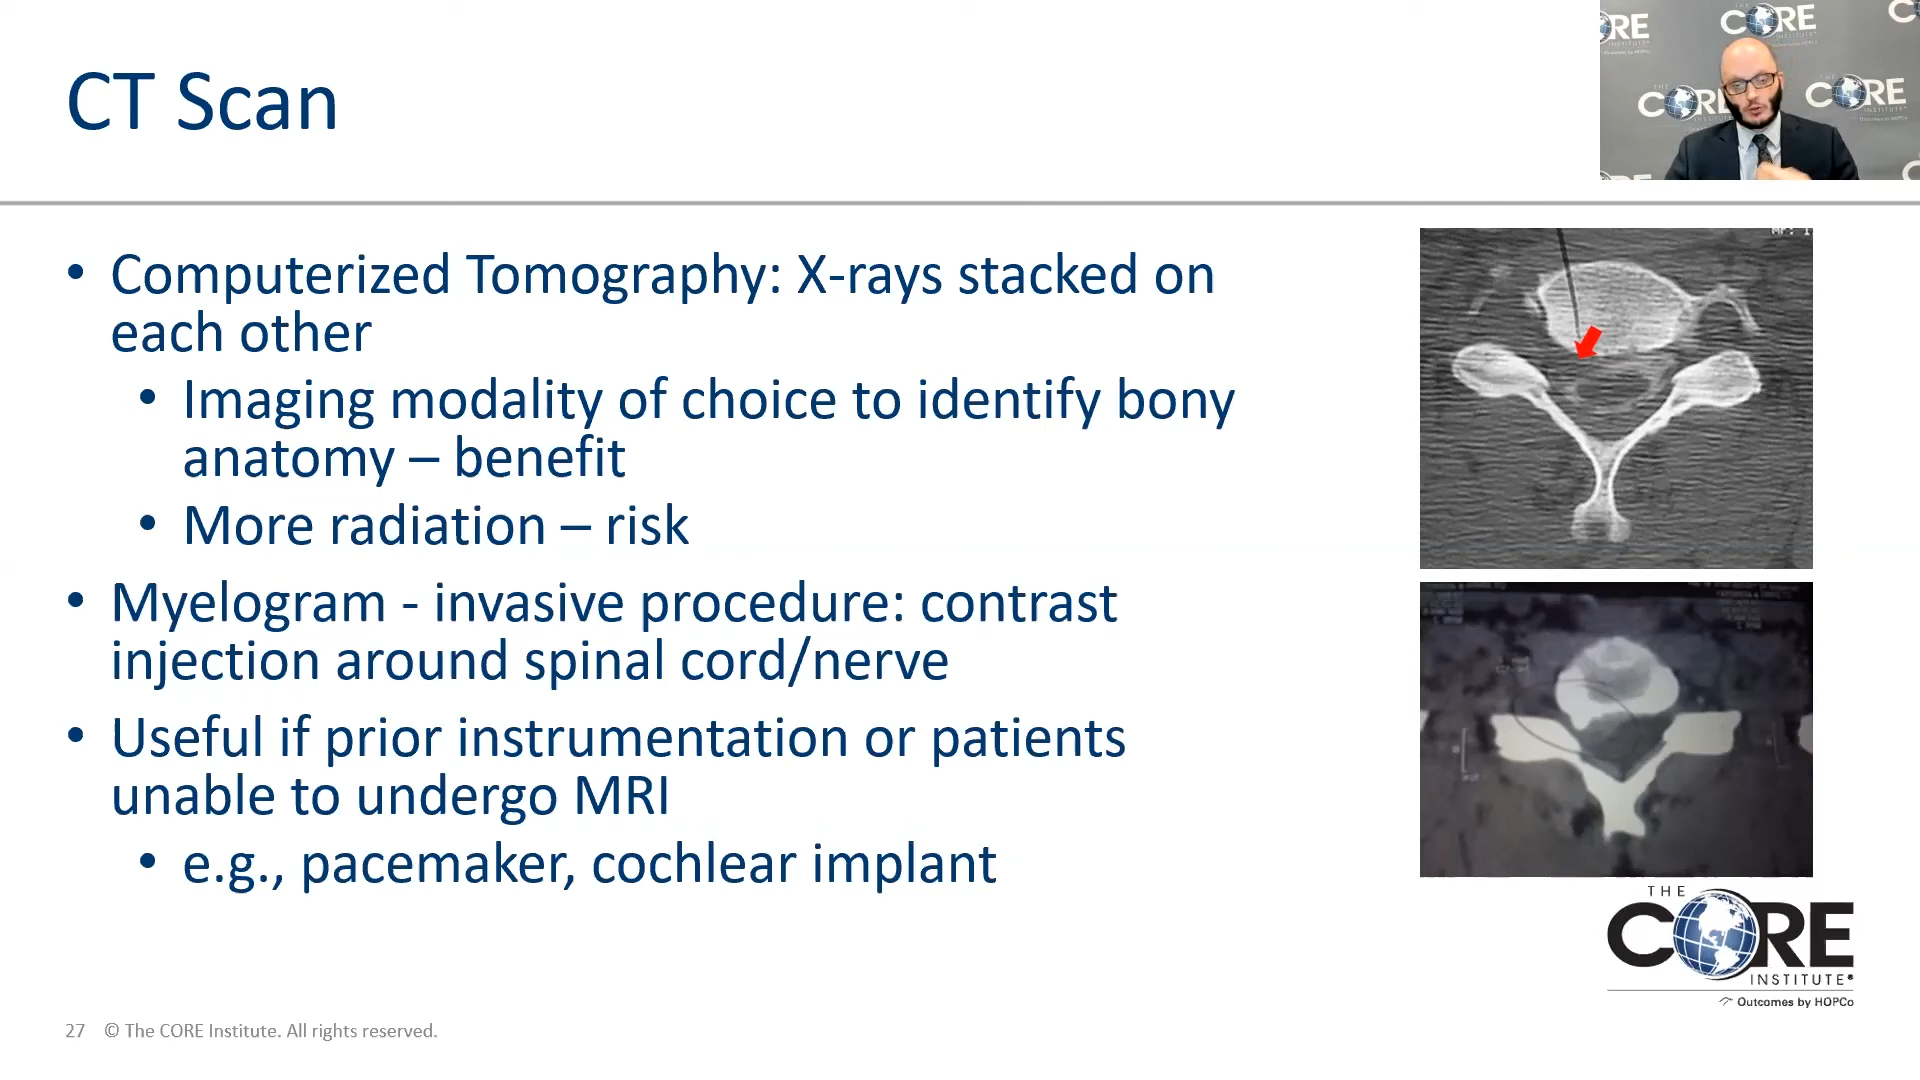 CT Scan
• Computerized Tomography: X-rays stacked on
each other
• Imaging modality of choice to identify bony
anatomy – benefit
• More radiation – risk
• Myelogram - invasive procedure: contrast
injection around spinal cord/nerve
• Useful if prior instrumentation or patients
unable to undergo MRI
• e.g., pacemaker, cochlear implant
THE
CORE
INSTITUTE
Outcomes by HOPCo
27 © The CORE Institute. All rights reserved.